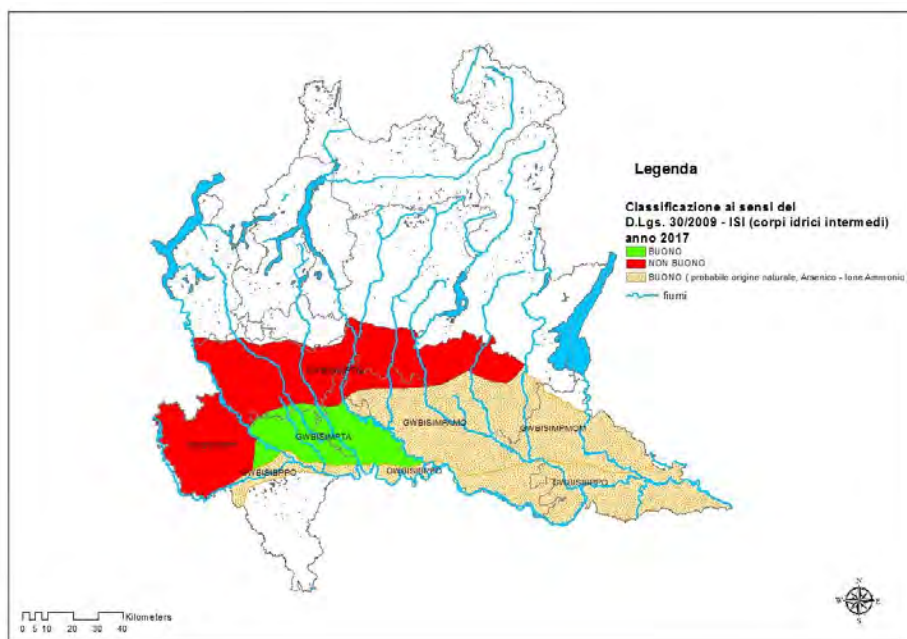 Legenda
Classificazione ai sensi del
D.Lgs. 30/2009 - ISI (corpi idrici intermedi)
anno 2017
BUONO
NON BUONO
BUONO ( probabile origine naturale, Arsenico - Ione Ammonio
fiumi
GWBISIMPTA
GWBISIMPAMO
GWBISIMPMOM
GWBISIBPPO
N
W
E
S
Kilometers
0 5 10 20 30 40